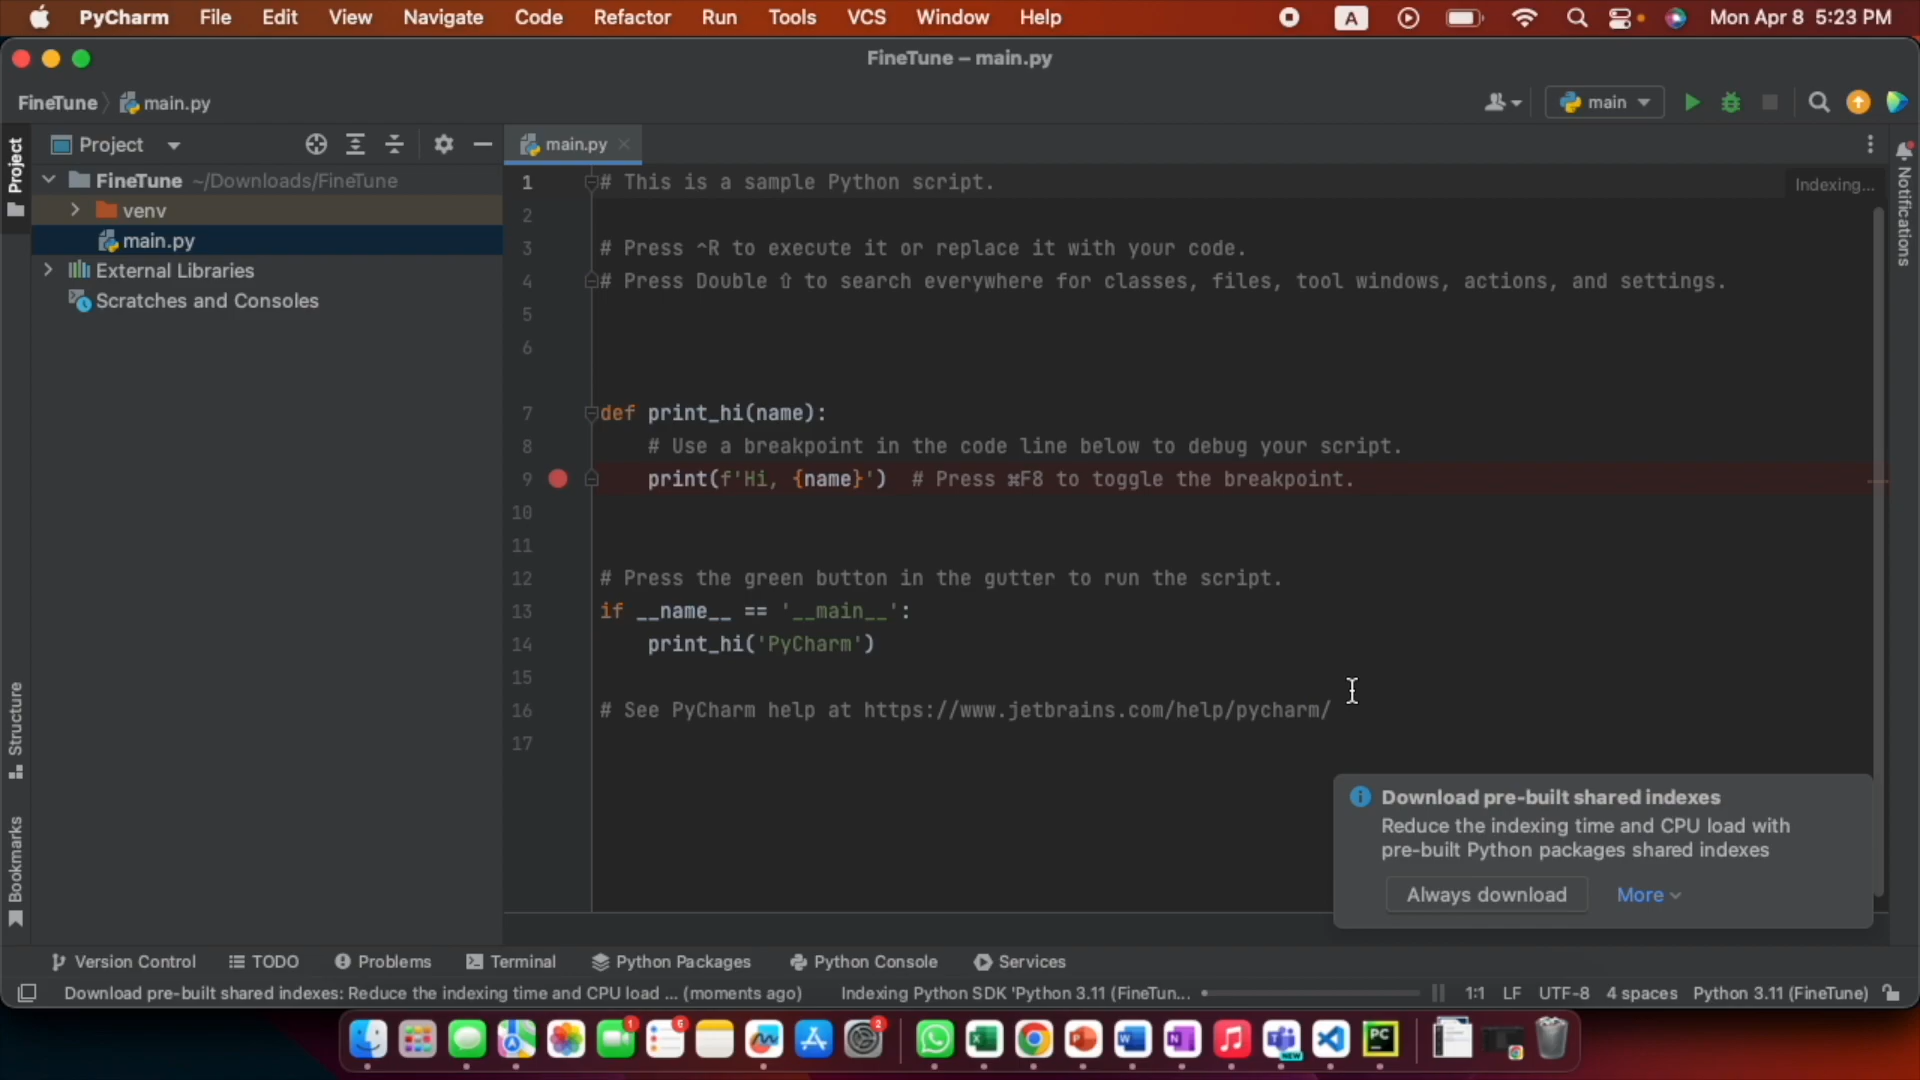 PyCharm File Edit View Navigate Code Refactor Run Tools VCS Window Help A Mon Apr 8 5:23 PM
FineTune – main.py
FineTune main.py main
Project
Project
main.py
FineTune ~/Downloads/FineTune
venv
main.py
External Libraries
Scratches and Consoles
Structure
Bookmarks
Indexing...
Notifications
1 # This is a sample Python script.
2
3 # Press ^R to execute it or replace it with your code.
4 # Press Double ⇧ to search everywhere for classes, files, tool windows, actions, and settings.
5
6
7 def print_hi(name):
8 # Use a breakpoint in the code line below to debug your script.
9 print(f'Hi, {name}') # Press ⌘F8 to toggle the breakpoint.
10
11
12 # Press the green button in the gutter to run the script.
13 if __name__ == '__main__':
14 print_hi('PyCharm')
15
16 # See PyCharm help at https://www.jetbrains.com/help/pycharm/
17
Download pre-built shared indexes
Reduce the indexing time and CPU load with
pre-built Python packages shared indexes
Always download More
Version Control TODO Problems Terminal Python Packages Python Console Services
Download pre-built shared indexes: Reduce the indexing time and CPU load ... (moments ago) Indexing Python SDK 'Python 3.11 (FineTun... 1:1 LF UTF-8 4 spaces Python 3.11 (FineTune)
1 6 2 NEW PC